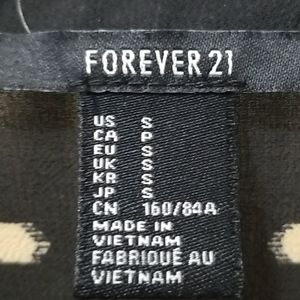 FOREVER 21
US S
CA P
EU S
UK S
KR S
JP S
CN 160/84A
MADE IN
VIETNAM
FABRIQUÉ AU
VIETNAM